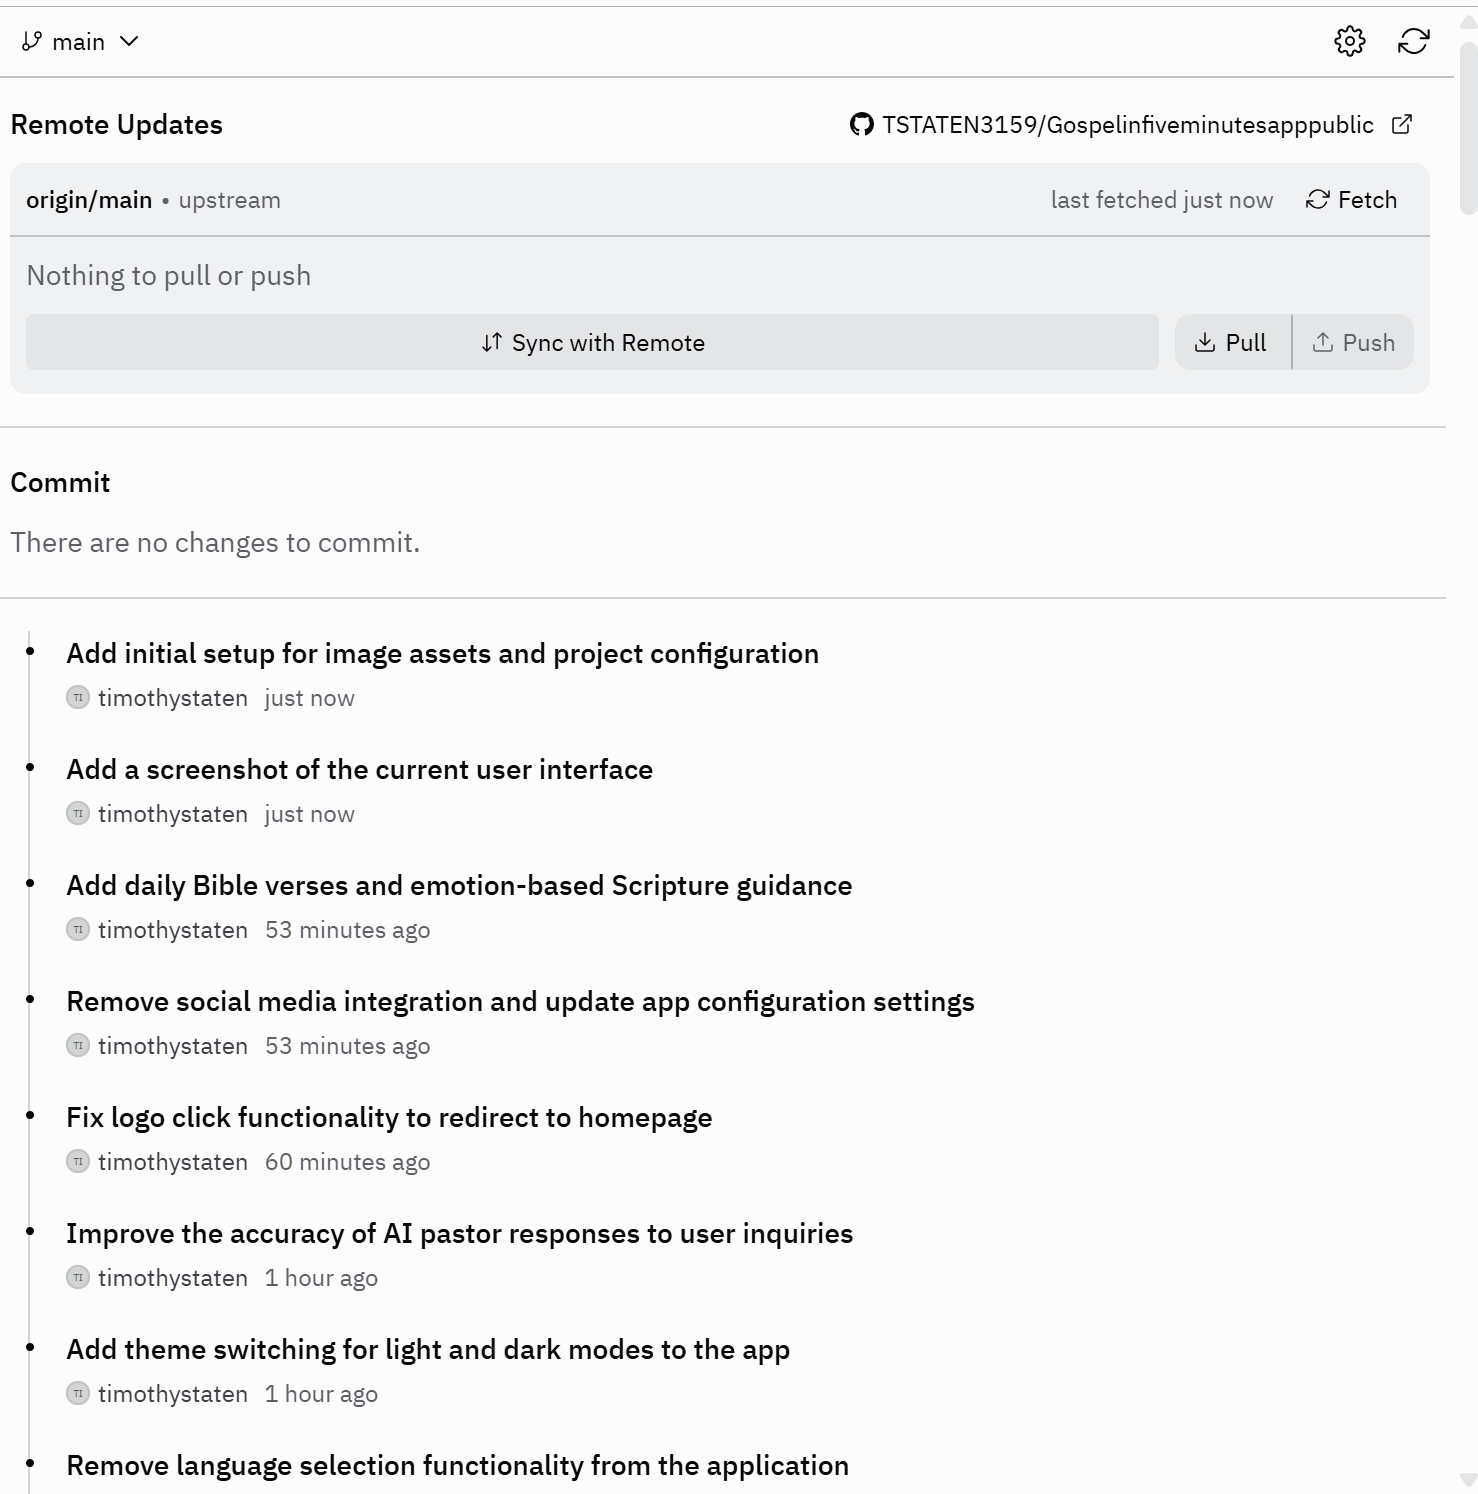 main
Remote Updates
TSTATEN3159/Gospelinfiveminutesapppublic
origin/main • upstream
last fetched just now
Fetch
Nothing to pull or push
Sync with Remote
Pull
Push
Commit
There are no changes to commit.
Add initial setup for image assets and project configuration
TI timothystaten just now
Add a screenshot of the current user interface
TI timothystaten just now
Add daily Bible verses and emotion-based Scripture guidance
TI timothystaten 53 minutes ago
Remove social media integration and update app configuration settings
TI timothystaten 53 minutes ago
Fix logo click functionality to redirect to homepage
TI timothystaten 60 minutes ago
Improve the accuracy of AI pastor responses to user inquiries
TI timothystaten 1 hour ago
Add theme switching for light and dark modes to the app
TI timothystaten 1 hour ago
Remove language selection functionality from the application